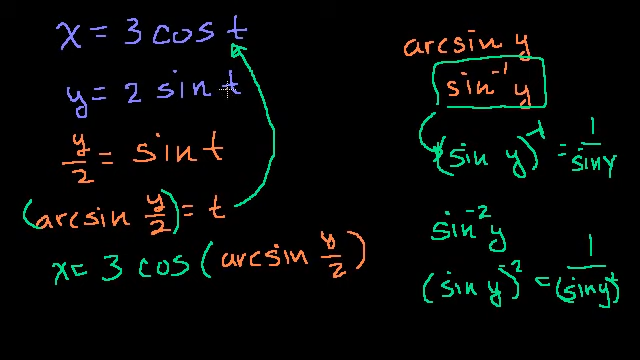 x = 3 cos t
y = 2 sin t
y/2 = sin t
(arcsin y/2) = t
x = 3 cos (arcsin y/2)
arcsin y
sin⁻¹ y
(sin y)⁻¹ = 1/sin y
sin⁻² y
(sin y)⁻² = 1/(sin y)²